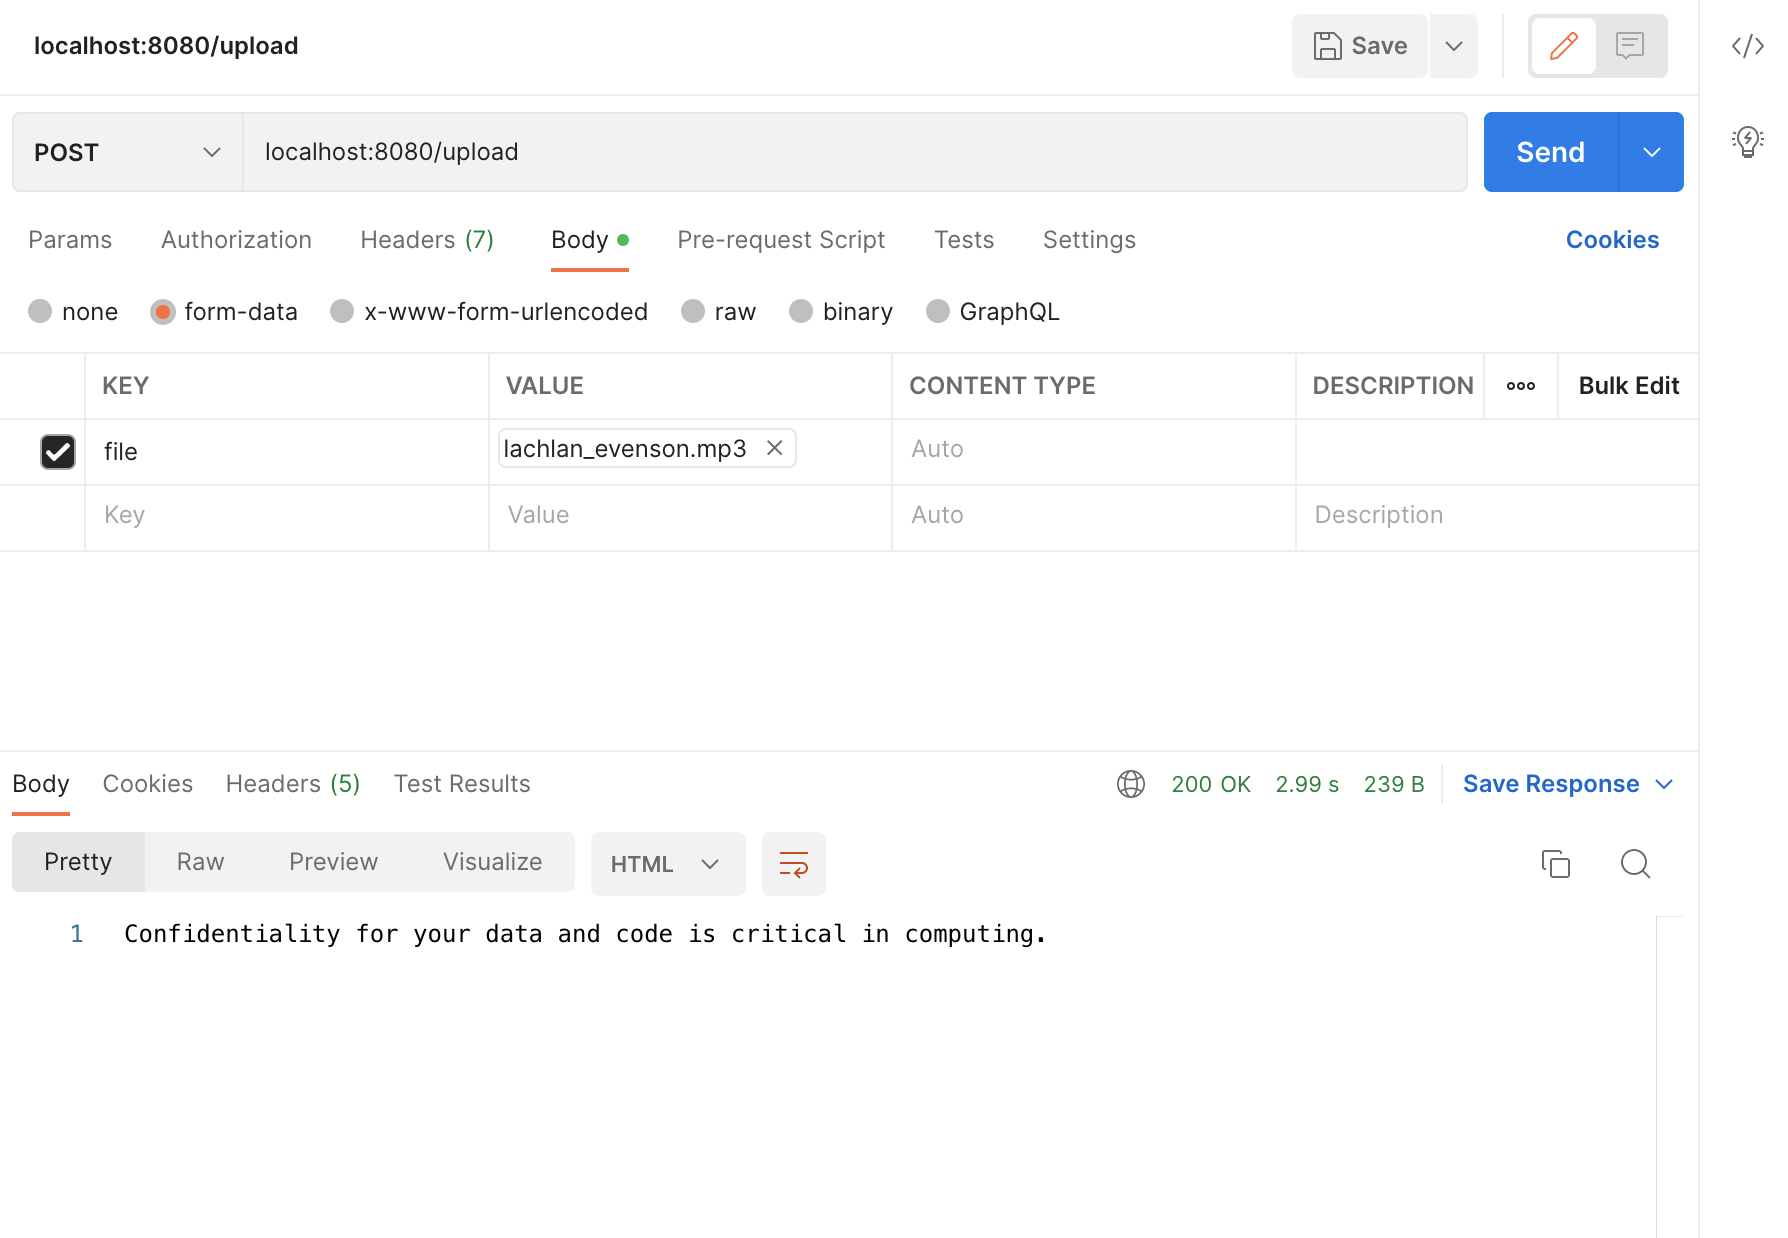 localhost:8080/upload
Save
POST
localhost:8080/upload
Send
Params Authorization Headers (7) Body Pre-request Script Tests Settings Cookies
none form-data x-www-form-urlencoded raw binary GraphQL
KEY VALUE CONTENT TYPE DESCRIPTION Bulk Edit
file lachlan_evenson.mp3 Auto
Key Value Auto Description
Body Cookies Headers (5) Test Results 200 OK 2.99 s 239 B Save Response
Pretty Raw Preview Visualize HTML
1 Confidentiality for your data and code is critical in computing.